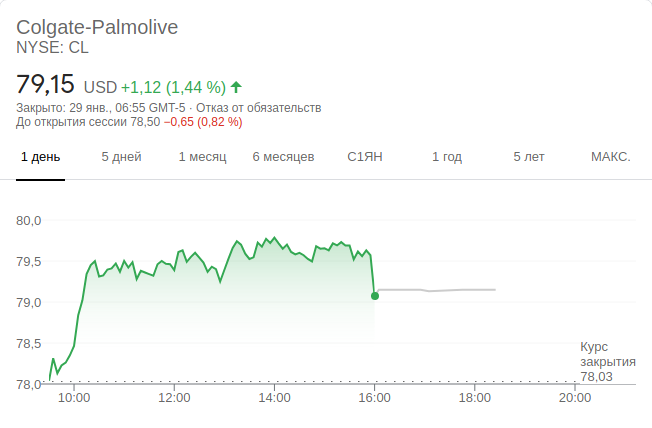 Colgate-Palmolive
NYSE: CL
79,15 USD +1,12 (1,44 %)
Закрыто: 29 янв., 06:55 GMT-5 · Отказ от обязательств
До открытия сессии 78,50 −0,65 (0,82 %)
1 день 5 дней 1 месяц 6 месяцев С1ЯН 1 год 5 лет МАКС.
80,0
79,5
79,0
78,5
78,0
Курс
закрытия
78,03
10:00 12:00 14:00 16:00 18:00 20:00